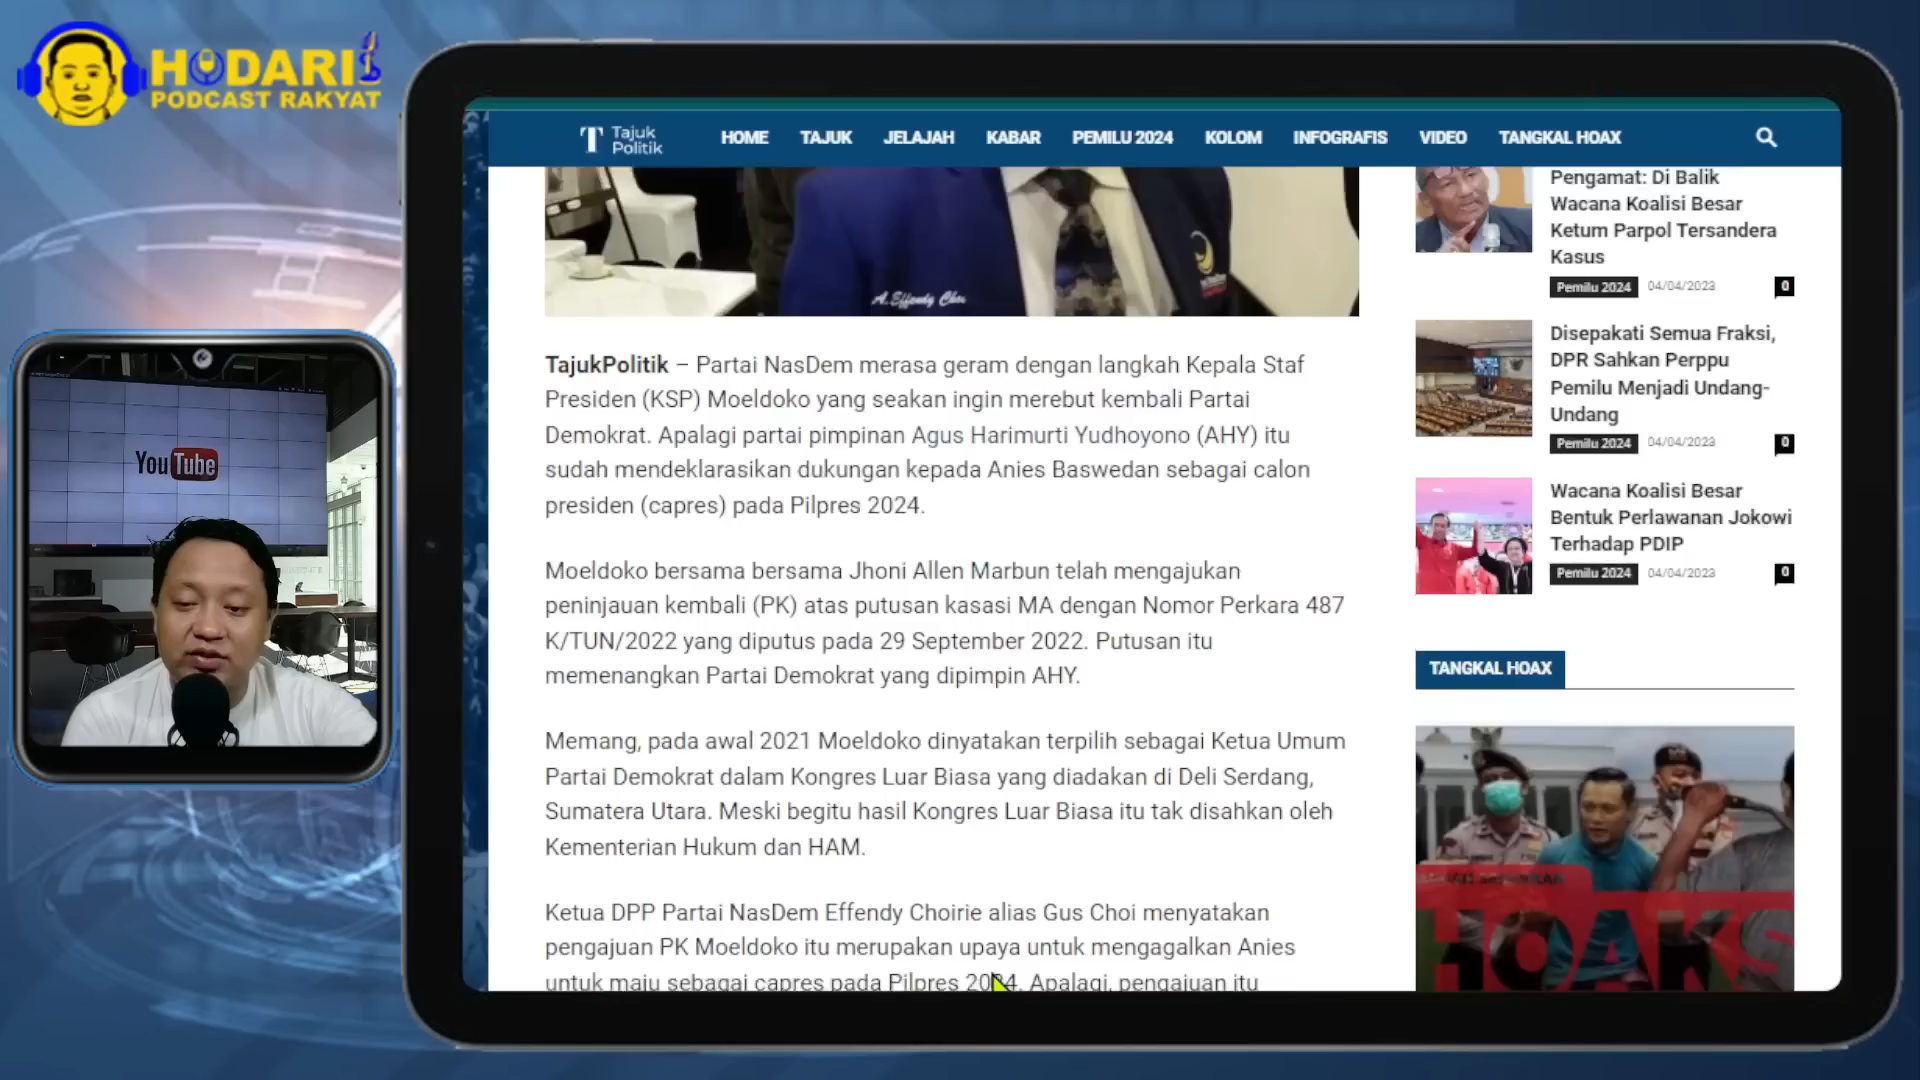 HODARI
PODCAST RAKYAT
YouTube
Tajuk
Politik
HOME TAJUK JELAJAH KABAR PEMILU 2024 KOLOM INFOGRAFIS VIDEO TANGKAL HOAX
A. Effendy Choi
TajukPolitik – Partai NasDem merasa geram dengan langkah Kepala Staf
Presiden (KSP) Moeldoko yang seakan ingin merebut kembali Partai
Demokrat. Apalagi partai pimpinan Agus Harimurti Yudhoyono (AHY) itu
sudah mendeklarasikan dukungan kepada Anies Baswedan sebagai calon
presiden (capres) pada Pilpres 2024.
Moeldoko bersama bersama Jhoni Allen Marbun telah mengajukan
peninjauan kembali (PK) atas putusan kasasi MA dengan Nomor Perkara 487
K/TUN/2022 yang diputus pada 29 September 2022. Putusan itu
memenangkan Partai Demokrat yang dipimpin AHY.
Memang, pada awal 2021 Moeldoko dinyatakan terpilih sebagai Ketua Umum
Partai Demokrat dalam Kongres Luar Biasa yang diadakan di Deli Serdang,
Sumatera Utara. Meski begitu hasil Kongres Luar Biasa itu tak disahkan oleh
Kementerian Hukum dan HAM.
Ketua DPP Partai NasDem Effendy Choirie alias Gus Choi menyatakan
pengajuan PK Moeldoko itu merupakan upaya untuk mengagalkan Anies
untuk maju sebagai capres pada Pilpres 2024. Apalagi, pengajuan itu
Pengamat: Di Balik
Wacana Koalisi Besar
Ketum Parpol Tersandera
Kasus
Pemilu 2024 04/04/2023 0
Disepakati Semua Fraksi,
DPR Sahkan Perppu
Pemilu Menjadi Undang-
Undang
Pemilu 2024 04/04/2023 0
Wacana Koalisi Besar
Bentuk Perlawanan Jokowi
Terhadap PDIP
Pemilu 2024 04/04/2023 0
TANGKAL HOAX
HOAKS